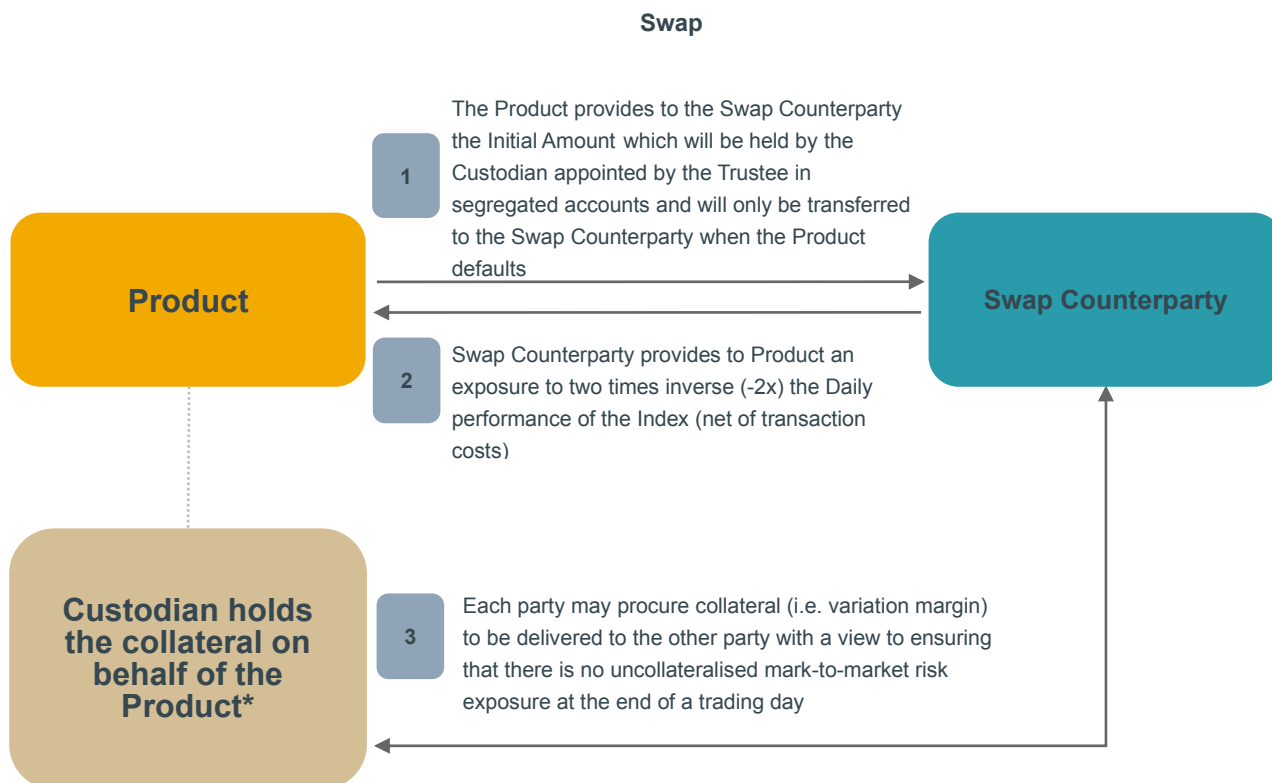 Swap
The Product provides to the Swap Counterparty
the Initial Amount which will be held by the
Custodian appointed by the Trustee in
segregated accounts and will only be transferred
to the Swap Counterparty when the Product
defaults
1
Product
Swap Counterparty
2
Swap Counterparty provides to Product an
exposure to two times inverse (-2x) the Daily
performance of the Index (net of transaction
costs)
Custodian holds
the collateral on
behalf of the
Product*
3
Each party may procure collateral (i.e. variation margin)
to be delivered to the other party with a view to ensuring
that there is no uncollateralised mark-to-market risk
exposure at the end of a trading day